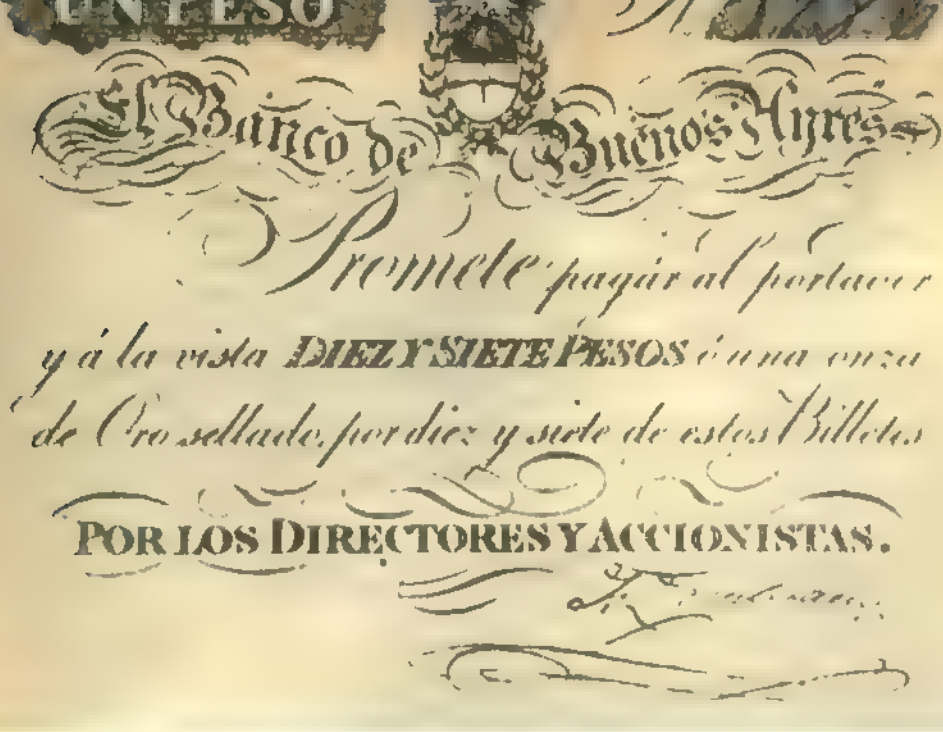 UN PESO
El Banco de Buenos Ayres
Promete pagár al portador
y á la vista DIEZ Y SIETE PESOS ó una onza
de Oro sellado, por diez y siete de estos Billetes
POR LOS DIRECTORES Y ACCIONISTAS.